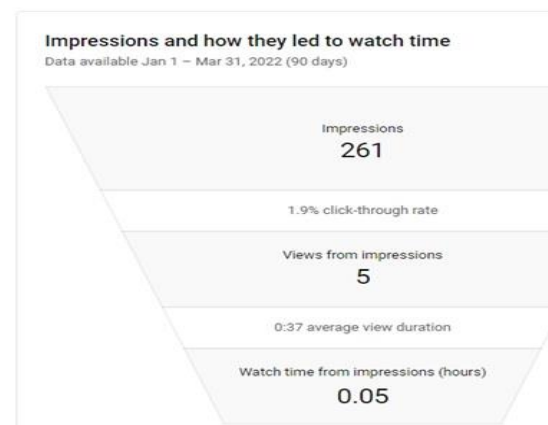 Impressions and how they led to watch time
Data available Jan 1 – Mar 31, 2022 (90 days)
Impressions
261
1.9% click-through rate
Views from impressions
5
0:37 average view duration
Watch time from impressions (hours)
0.05